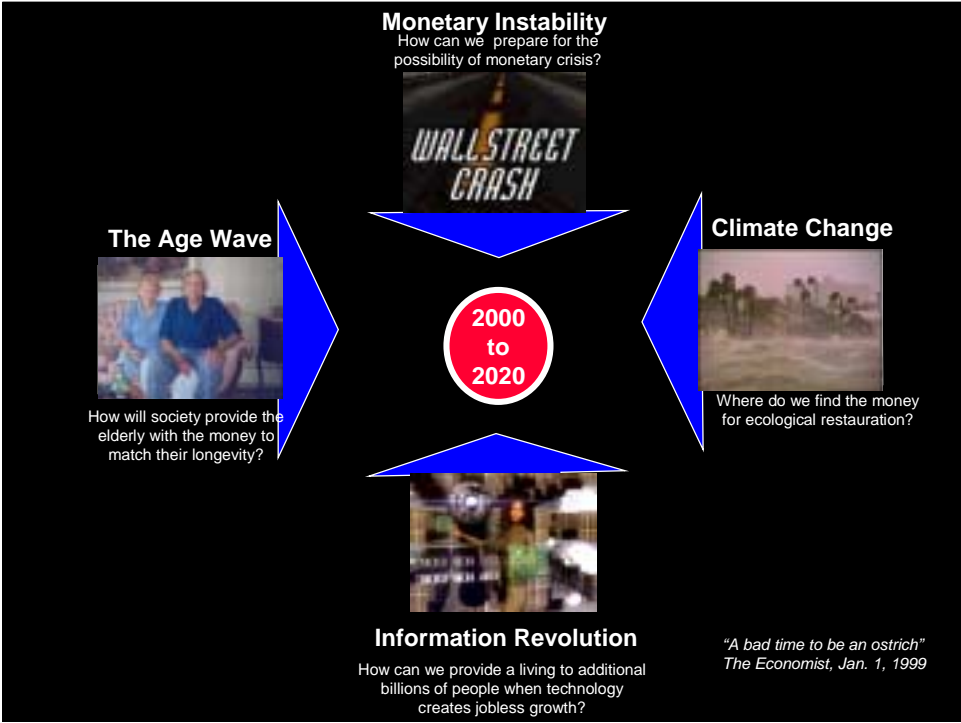 Monetary Instability
How can we prepare for the
possibility of monetary crisis?
WALL STREET
CRASH
The Age Wave
How will society provide the
elderly with the money to
match their longevity?
2000
to
2020
Climate Change
Where do we find the money
for ecological restauration?
Information Revolution
How can we provide a living to additional
billions of people when technology
creates jobless growth?
“A bad time to be an ostrich”
The Economist, Jan. 1, 1999